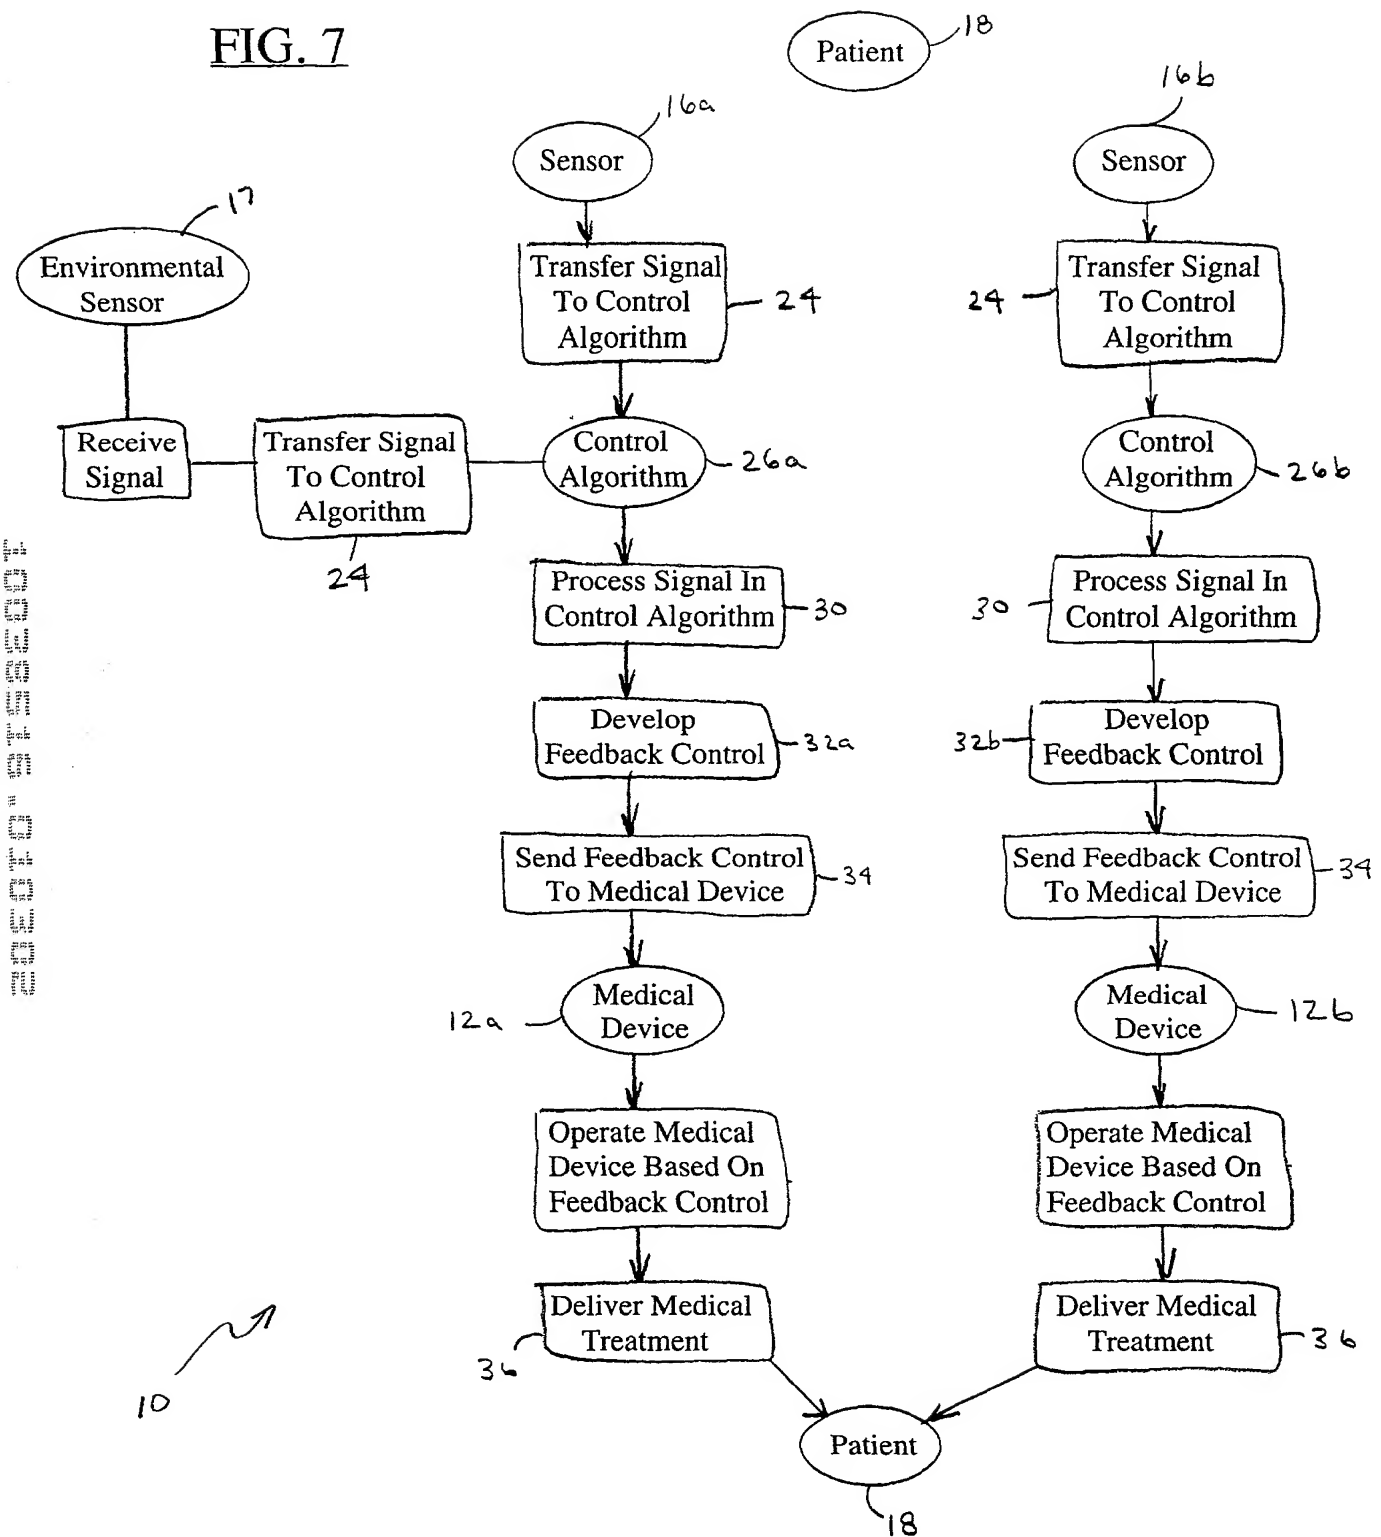 FIG. 7
Patient
18
16a
Sensor
16b
Sensor
17
Environmental
Sensor
Transfer Signal
To Control
Algorithm
24
24
Transfer Signal
To Control
Algorithm
Receive
Signal
Transfer Signal
To Control
Algorithm
24
Control
Algorithm
26a
Control
Algorithm
26b
Process Signal In
Control Algorithm
30
30
Process Signal In
Control Algorithm
Develop
Feedback Control
32a
32b
Develop
Feedback Control
Send Feedback Control
To Medical Device
34
Send Feedback Control
To Medical Device
34
12a
Medical
Device
Medical
Device
12b
Operate Medical
Device Based On
Feedback Control
Operate Medical
Device Based On
Feedback Control
Deliver Medical
Treatment
36
Deliver Medical
Treatment
36
10
Patient
18
10038515.010302